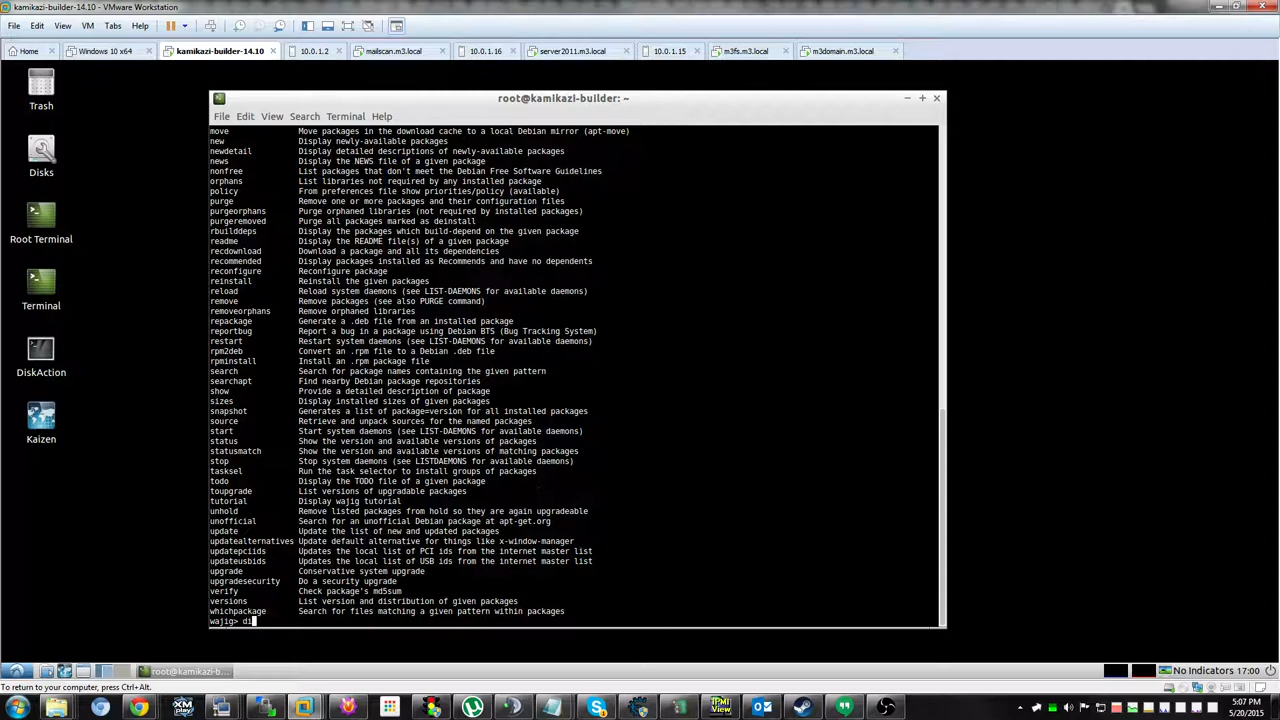 kamikazi-builder-14.10 - VMware Workstation
File Edit View VM Tabs Help
Home Windows 10 x64 kamikazi-builder-14.10 10.0.1.2 mailscan.m3.local 10.0.1.16 server2011.m3.local 10.0.1.15 m3fs.m3.local m3domain.m3.local
Trash
Disks
Root Terminal
Terminal
DiskAction
Kaizen
root@kamikazi-builder: ~
File Edit View Search Terminal Help
move Move packages in the download cache to a local Debian mirror (apt-move)
new Display newly-available packages
newdetail Display detailed descriptions of newly-available packages
news Display the NEWS file of a given package
nonfree List packages that don't meet the Debian Free Software Guidelines
orphans List libraries not required by any installed package
policy From preferences file show priorities/policy (available)
purge Remove one or more packages and their configuration files
purgeorphans Purge orphaned libraries (not required by installed packages)
purgeremoved Purge all packages marked as deinstall
rbuilddeps Display the packages which build-depend on the given package
readme Display the README file(s) of a given package
recdownload Download a package and all its dependencies
recommended Display packages installed as Recommends and have no dependents
reconfigure Reconfigure package
reinstall Reinstall the given packages
reload Reload system daemons (see LIST-DAEMONS for available daemons)
remove Remove packages (see also PURGE command)
removeorphans Remove orphaned libraries
repackage Generate a .deb file from an installed package
reportbug Report a bug in a package using Debian BTS (Bug Tracking System)
restart Restart system daemons (see LIST-DAEMONS for available daemons)
rpm2deb Convert an .rpm file to a Debian .deb file
rpminstall Install an .rpm package file
search Search for package names containing the given pattern
searchapt Find nearby Debian package repositories
show Provide a detailed description of package
sizes Display installed sizes of given packages
snapshot Generates a list of package=version for all installed packages
source Retrieve and unpack sources for the named packages
start Start system daemons (see LIST-DAEMONS for available daemons)
status Show the version and available versions of packages
statusmatch Show the version and available versions of matching packages
stop Stop system daemons (see LISTDAEMONS for available daemons)
tasksel Run the task selector to install groups of packages
todo Display the TODO file of a given package
toupgrade List versions of upgradable packages
tutorial Display wajig tutorial
unhold Remove listed packages from hold so they are again upgradeable
unofficial Search for an unofficial Debian package at apt-get.org
update Update the list of new and updated packages
updatealternatives Update default alternative for things like x-window-manager
updatepciids Updates the local list of PCI ids from the internet master list
updateusbids Updates the local list of USB ids from the internet master list
upgrade Conservative system upgrade
upgradesecurity Do a security upgrade
verify Check package's md5sum
versions List version and distribution of given packages
whichpackage Search for files matching a given pattern within packages
wajig> di
root@kamikazi-b... No Indicators 17:00
To return to your computer, press Ctrl+Alt.
5:07 PM
5/20/2015